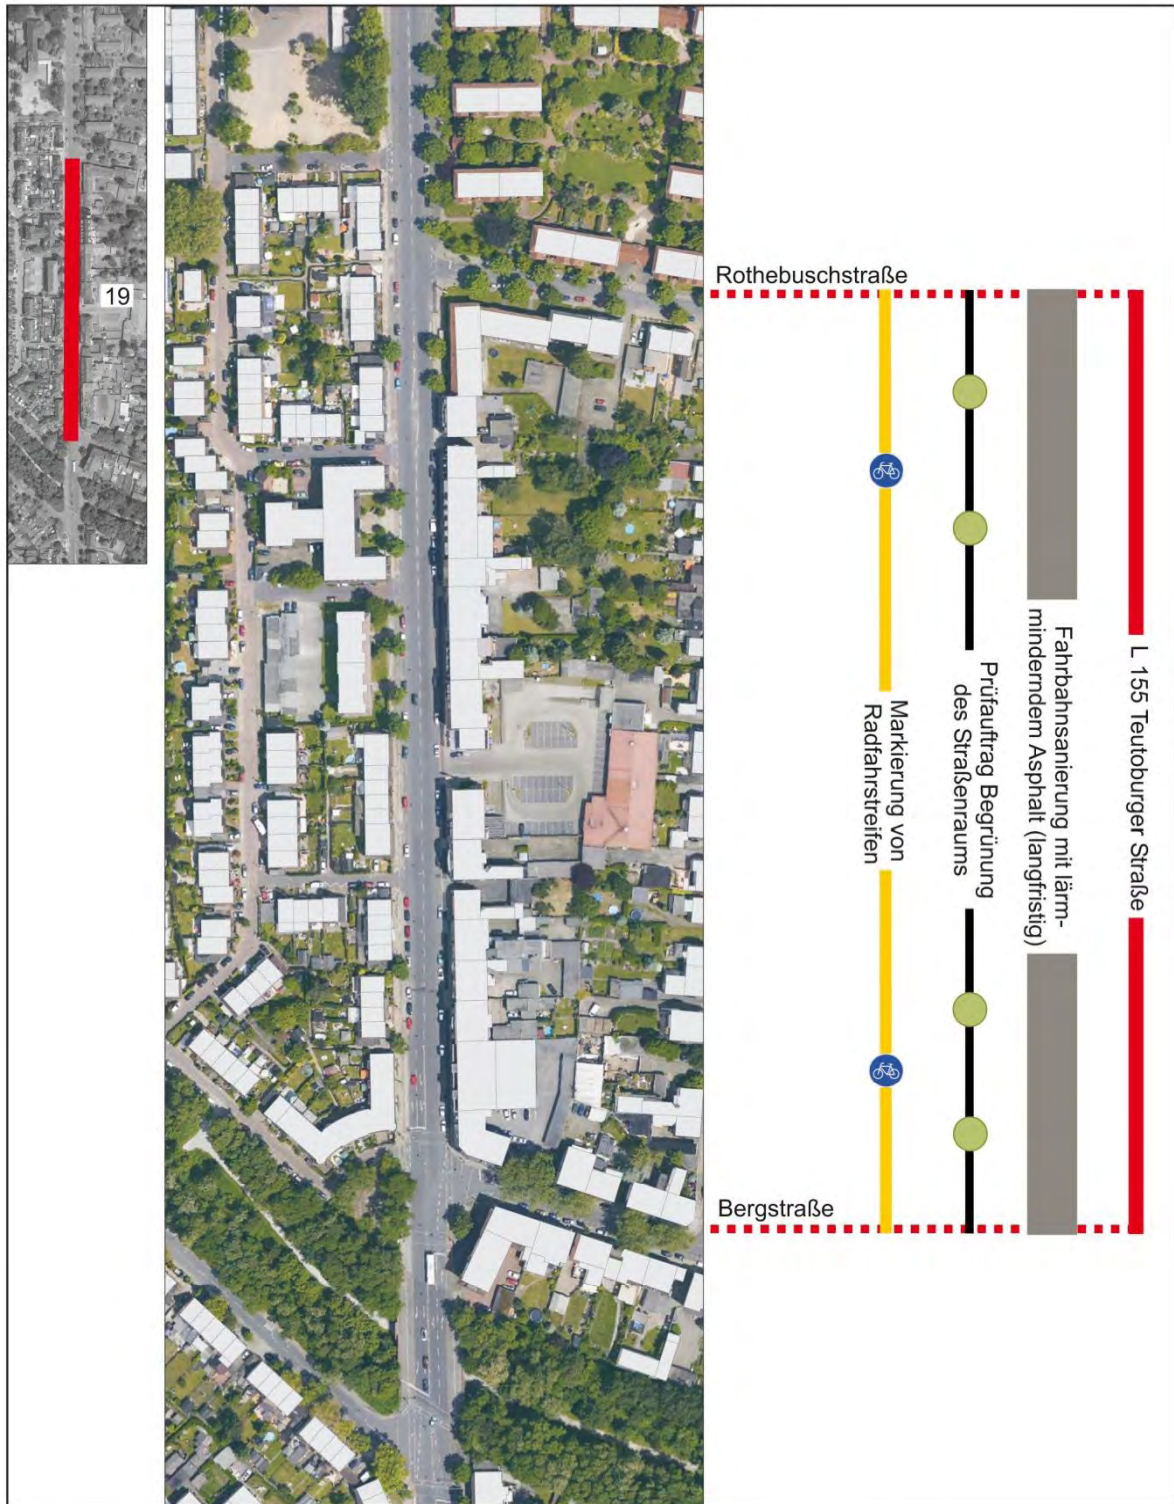 19
Rothebuschstraße
L 155 Teutoburger Straße
Fahrbahnsanierung mit lärm-
minderndem Asphalt (langfristig)
Prüfauftrag Begrünung
des Straßenraums
Markierung von
Radfahrstreifen
Bergstraße